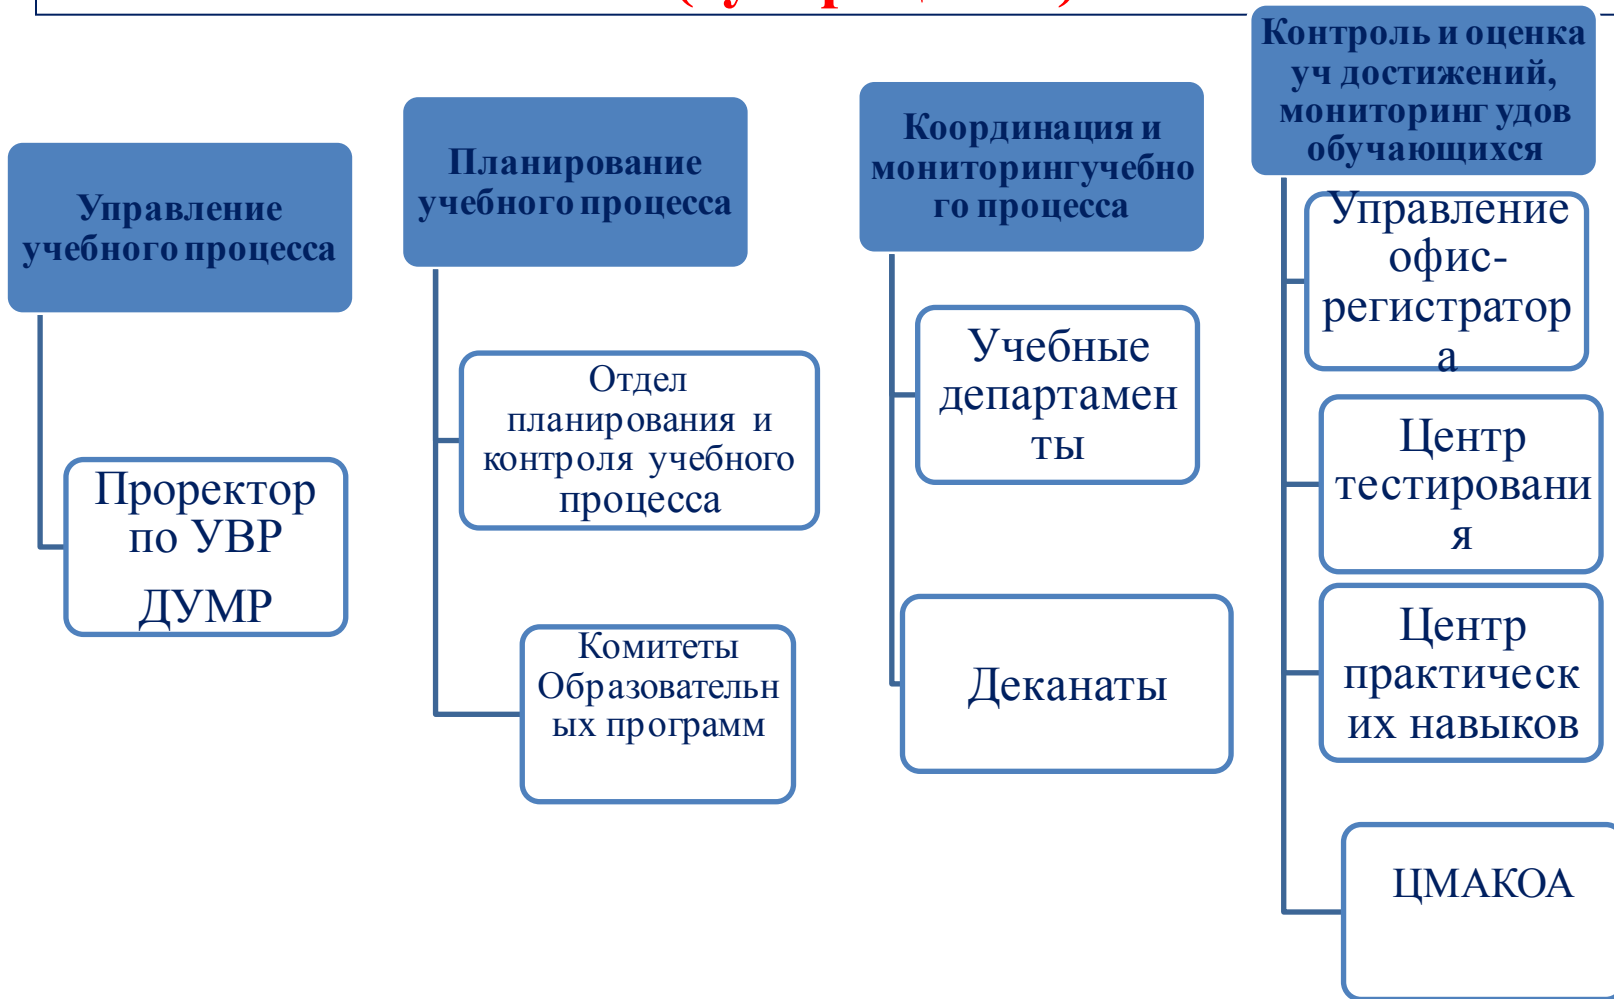 Управление
учебного процесса
Проректор
по УВР
ДУМР
Планирование
учебного процесса
Отдел
планирования и
контроля учебного
процесса
Комитеты
Образовательн
ых программ
Координация и
мониторингучебно
го процесса
Учебные
департамен
ты
Деканаты
Контроль и оценка
уч достижений,
мониторинг удов
обучающихся
Управление
офис-
регистратор
а
Центр
тестировани
я
Центр
практическ
их навыков
ЦМАКОА